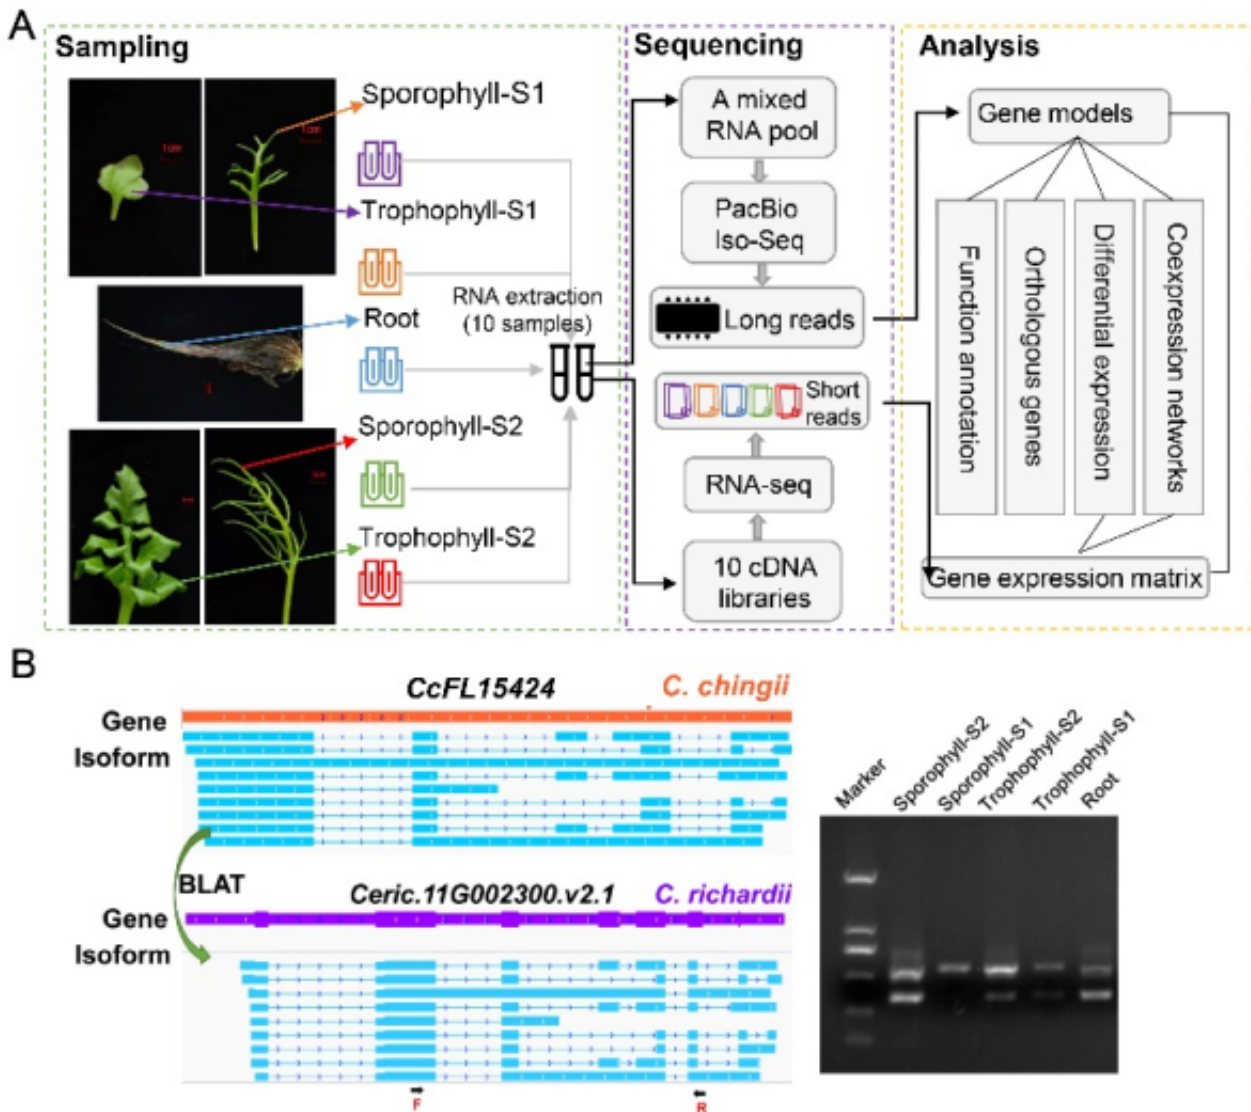 A
Sampling
Sporophyll-S1
Trophophyll-S1
Root
Sporophyll-S2
Trophophyll-S2
RNA extraction
(10 samples)
Sequencing
A mixed
RNA pool
PacBio
Iso-Seq
Long reads
Short
reads
RNA-seq
10 cDNA
libraries
Analysis
Gene models
Function annotation
Orthologous genes
Differential expression
Coexpression networks
Gene expression matrix
B
CcFL15424
C. chingii
Gene
Isoform
BLAT
Ceric.11G002300.v2.1
C. richardii
Gene
Isoform
F
R
Marker
Sporophyll-S2
Sporophyll-S1
Trophophyll-S2
Trophophyll-S1
Root